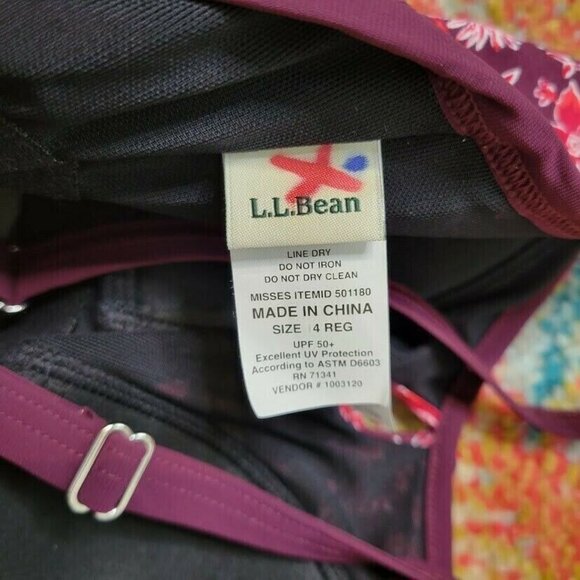 L.L.Bean
LINE DRY
DO NOT IRON
DO NOT DRY CLEAN
MISSES ITEMID 501180
MADE IN CHINA
SIZE 4 REG
UPF 50+
Excellent UV Protection
According to ASTM D6603
RN 71341
VENDOR # 1003120